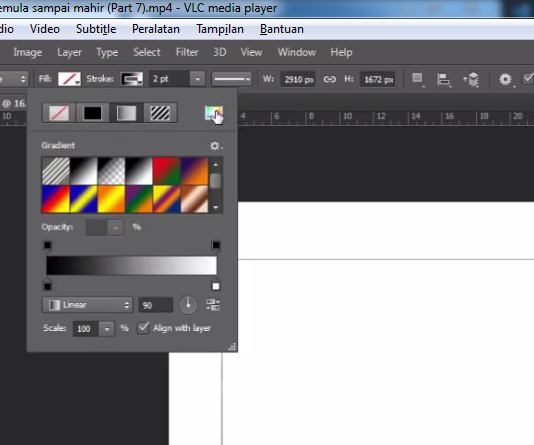 emula sampai mahir (Part 7).mp4 - VLC media player
dio Video Subtitle Peralatan Tampilan Bantuan
Image Layer Type Select Filter 3D View Window Help
Fill: Stroke: 2 pt W: 2910 px H: 1672 px
@ 16.
10 4 6 8 10 12 14 16 18 20
Gradient
Opacity: %
Linear 90
Scale: 100 % Align with layer